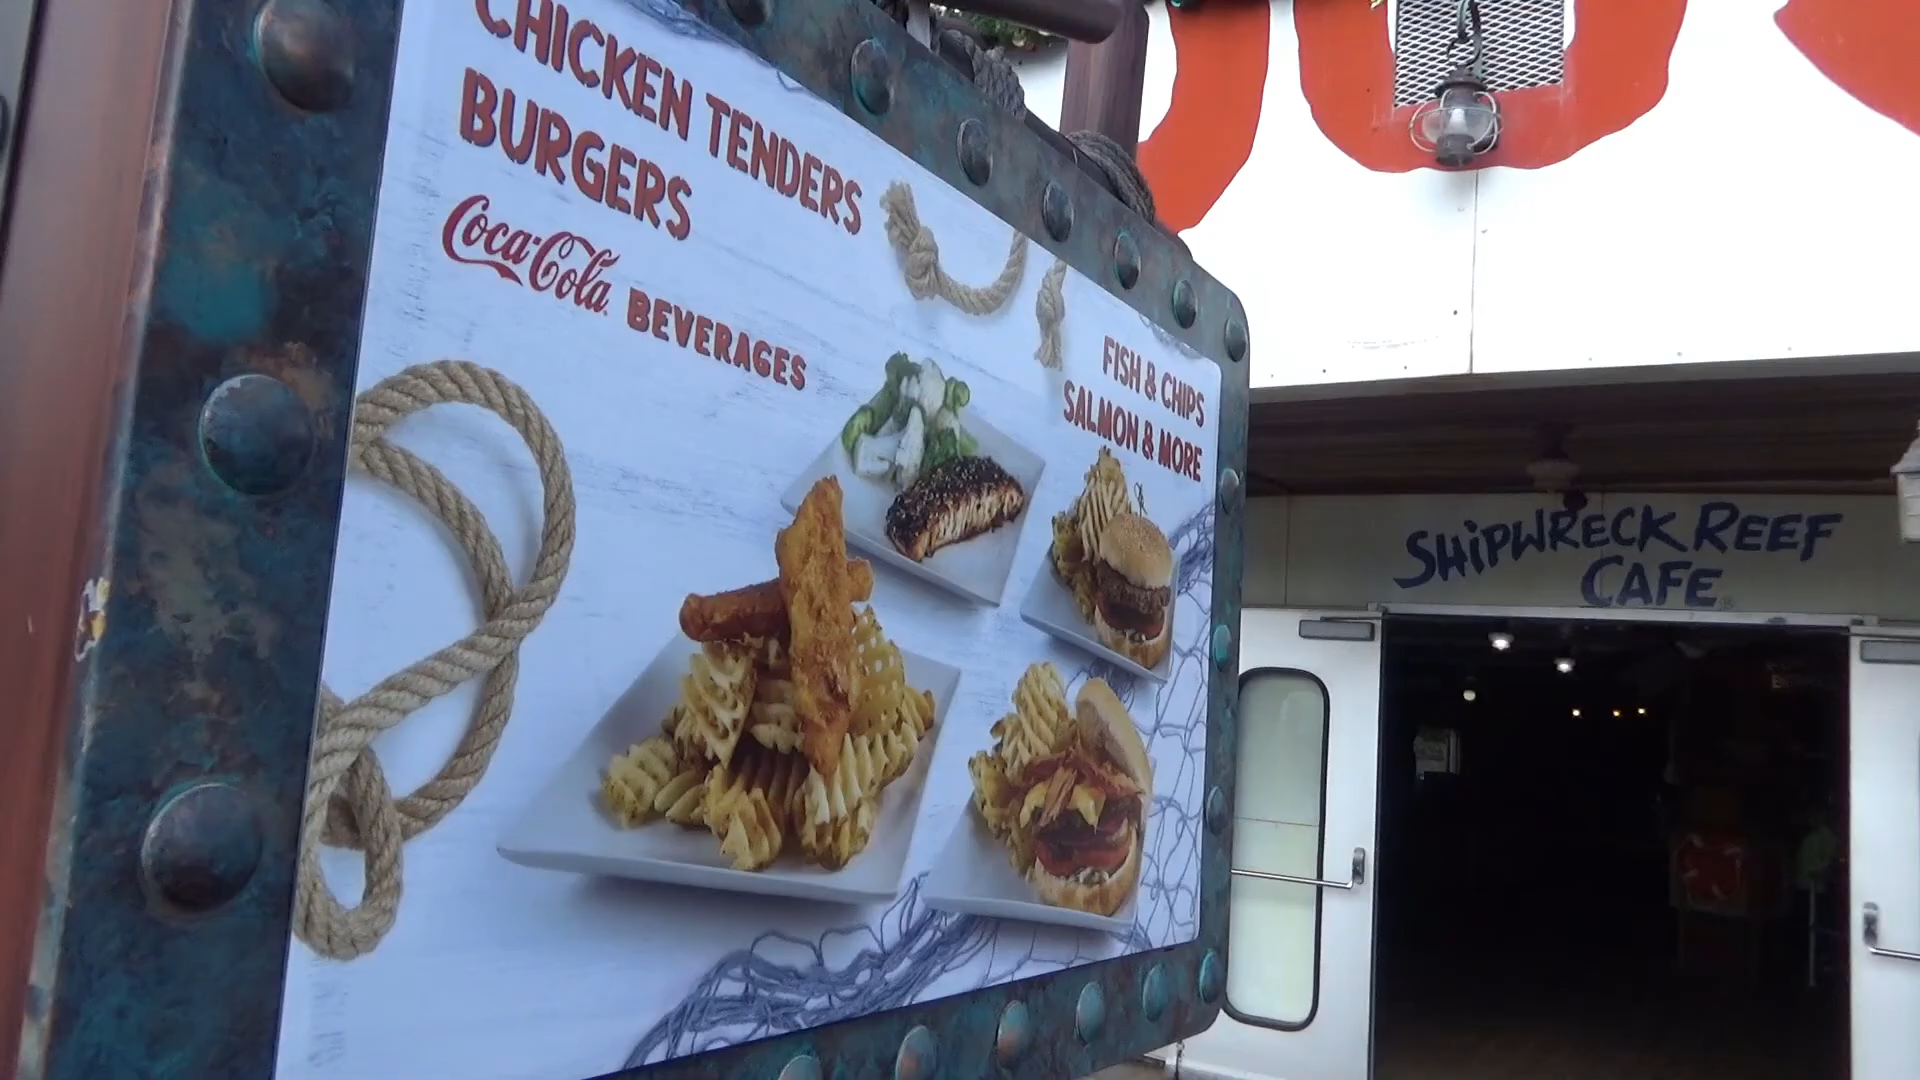 CHICKEN TENDERS
BURGERS
Coca-Cola BEVERAGES
FISH & CHIPS
SALMON & MORE
SHIPWRECK REEF
CAFE